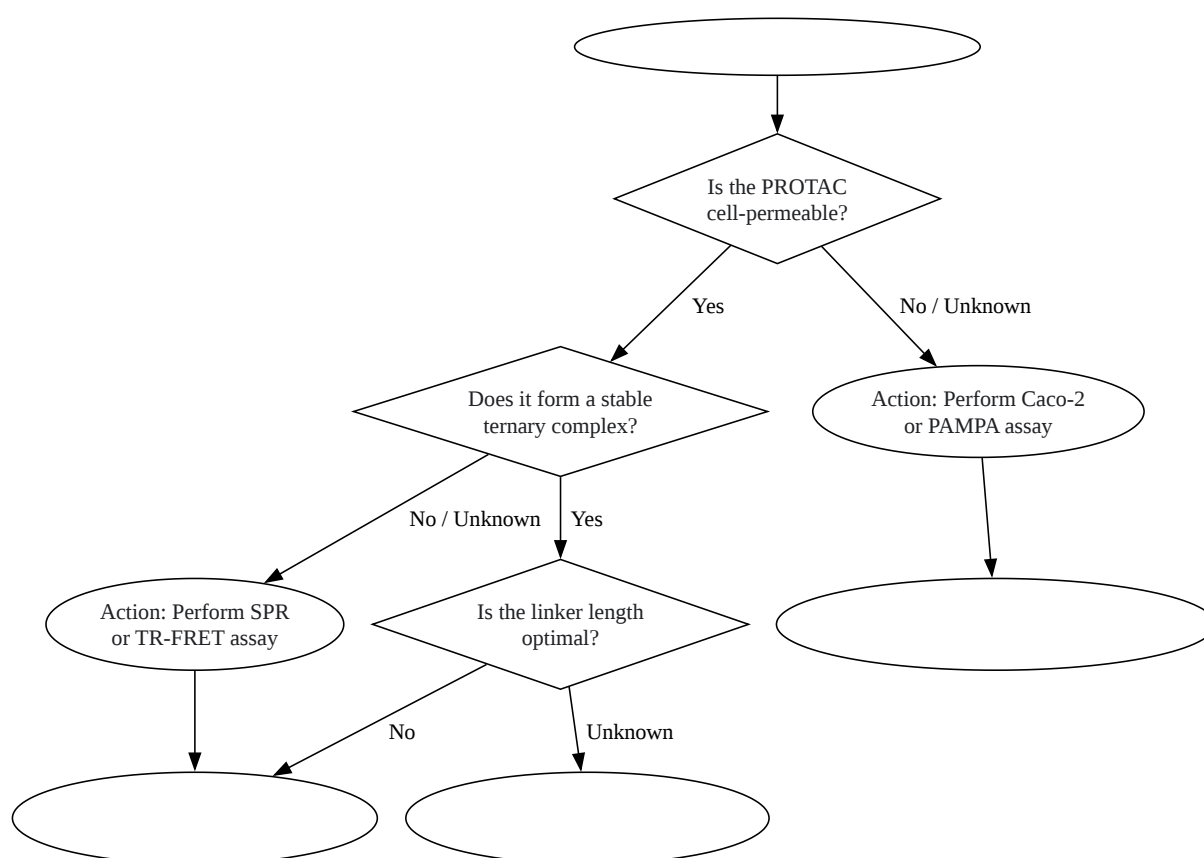 Is the PROTAC
cell-permeable?
Yes
No / Unknown
Does it form a stable
ternary complex?
Action: Perform Caco-2
or PAMPA assay
No / Unknown
Yes
Action: Perform SPR
or TR-FRET assay
Is the linker length
optimal?
No
Unknown